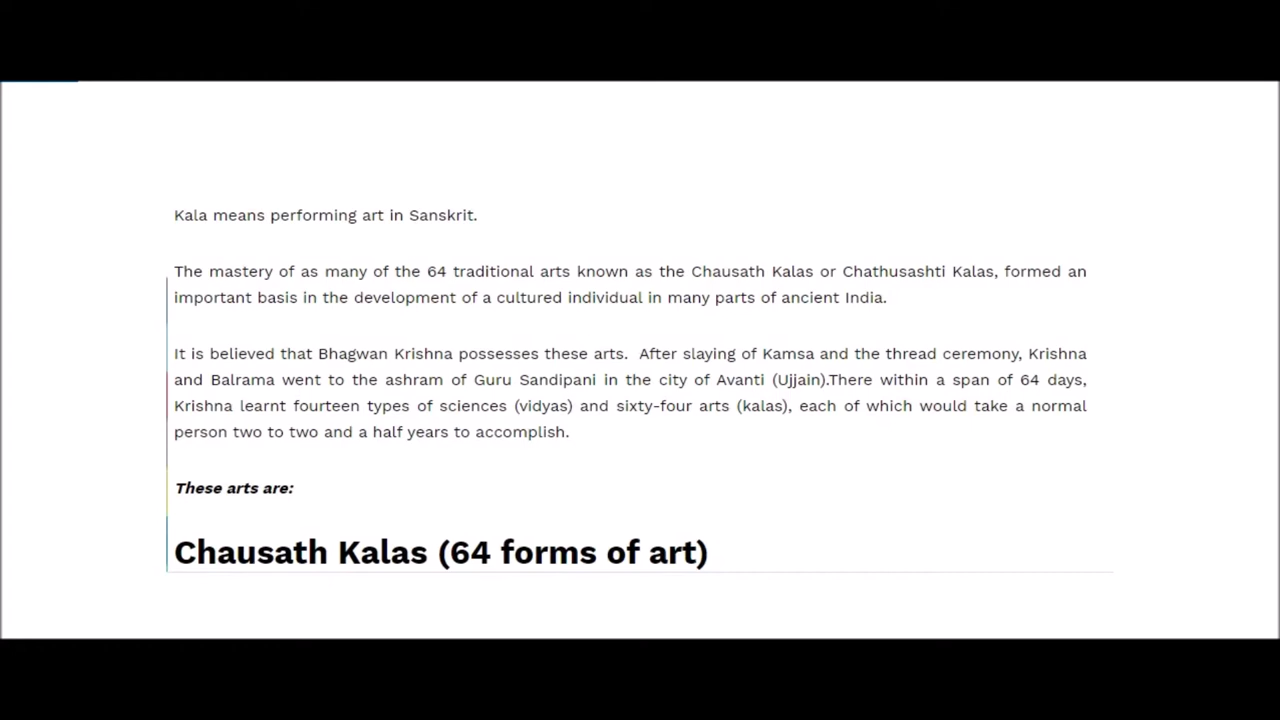 Kala means performing art in Sanskrit.
The mastery of as many of the 64 traditional arts known as the Chausath Kalas or Chathusashti Kalas, formed an
important basis in the development of a cultured individual in many parts of ancient India.
It is believed that Bhagwan Krishna possesses these arts.  After slaying of Kamsa and the thread ceremony, Krishna
and Balrama went to the ashram of Guru Sandipani in the city of Avanti (Ujjain).There within a span of 64 days,
Krishna learnt fourteen types of sciences (vidyas) and sixty-four arts (kalas), each of which would take a normal
person two to two and a half years to accomplish.
These arts are:
Chausath Kalas (64 forms of art)